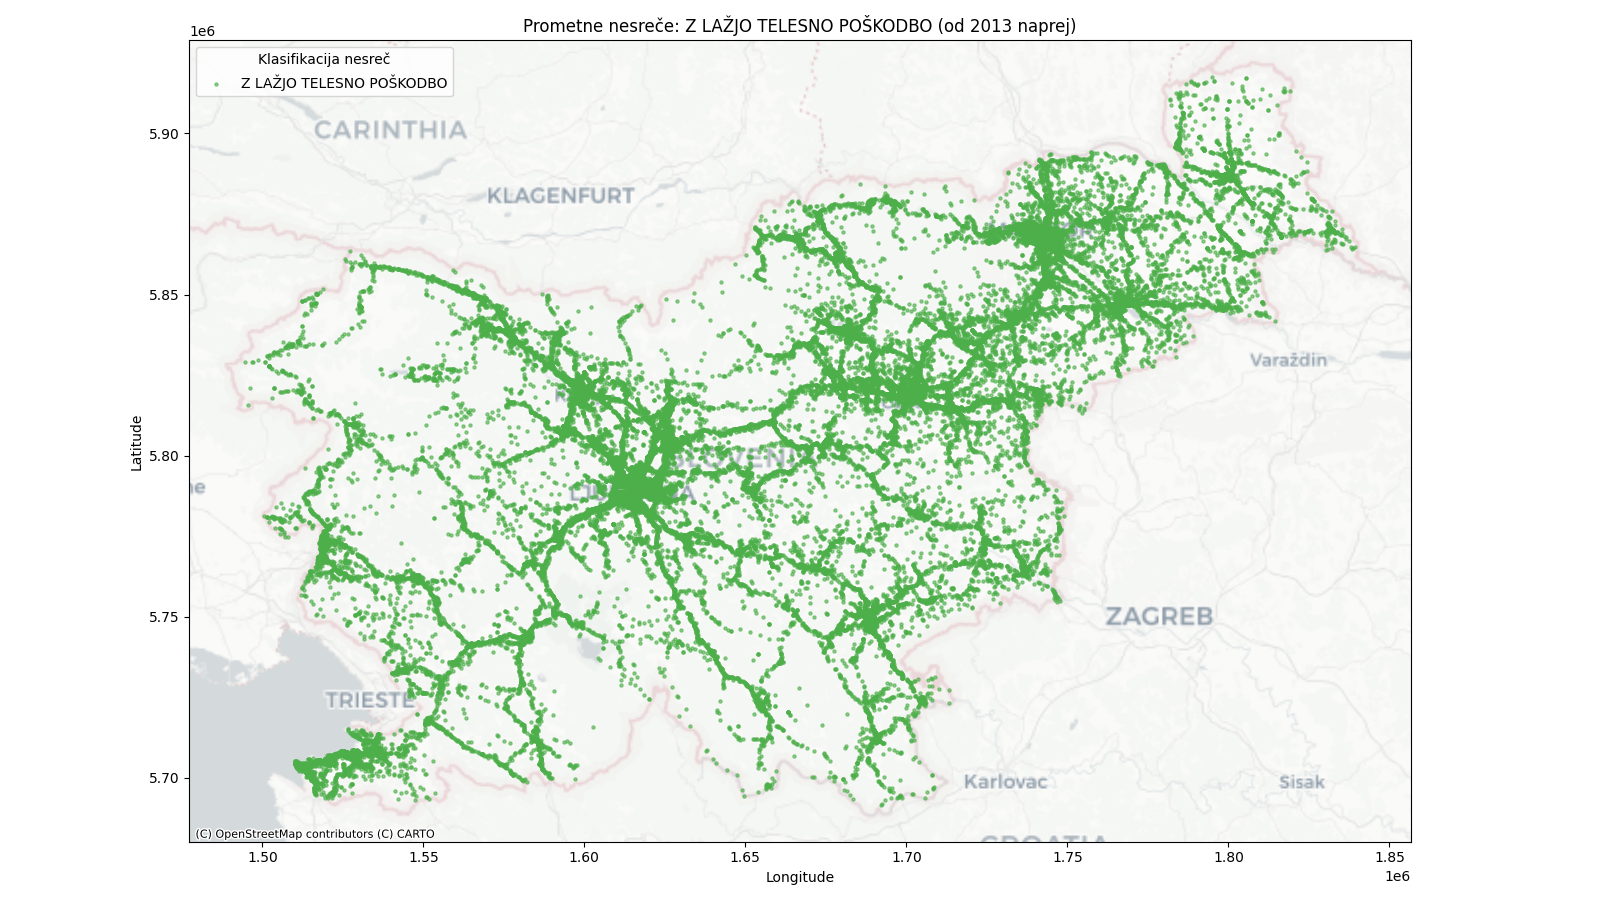 Prometne nesreče: Z LAŽJO TELESNO POŠKODBO (od 2013 naprej)
1e6
Klasifikacija nesreč
Z LAŽJO TELESNO POŠKODBO
CARINTHIA
KLAGENFURT
Varaždin
SLOVENI
ne
ZAGREB
TRIESTE
Karlovac
Sisak
CROATIA
(C) OpenStreetMap contributors (C) CARTO
5.90
5.85
5.80
5.75
5.70
Latitude
1.50 1.55 1.60 1.65 1.70 1.75 1.80 1.85
Longitude
1e6